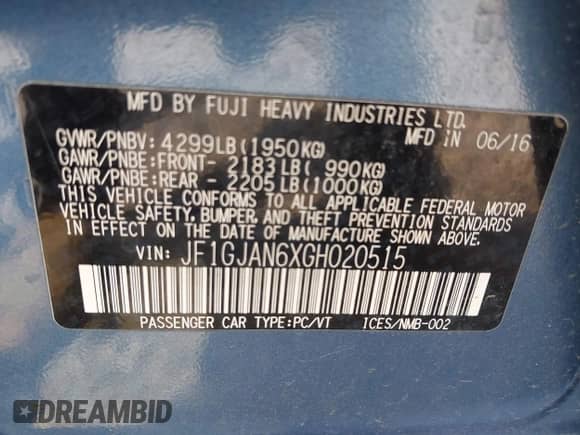 MFD BY FUJI HEAVY INDUSTRIES LTD.
MFD IN 06/16
GVWR/PNBV: 4299LB(1950KG)
GAWR/PNBE: FRONT- 2183LB( 990KG)
GAWR/PNBE: REAR - 2205LB(1000KG)
THIS VEHICLE CONFORMS TO ALL APPLICABLE FEDERAL MOTOR
VEHICLE SAFETY, BUMPER, AND THEFT PREVENTION STANDARDS
IN EFFECT ON THE DATE OF MANUFACTURE SHOWN ABOVE.
VIN: JF1GJAN6XGH020515
PASSENGER CAR TYPE:PC/VT ICES/NMB-002
DREAMBID